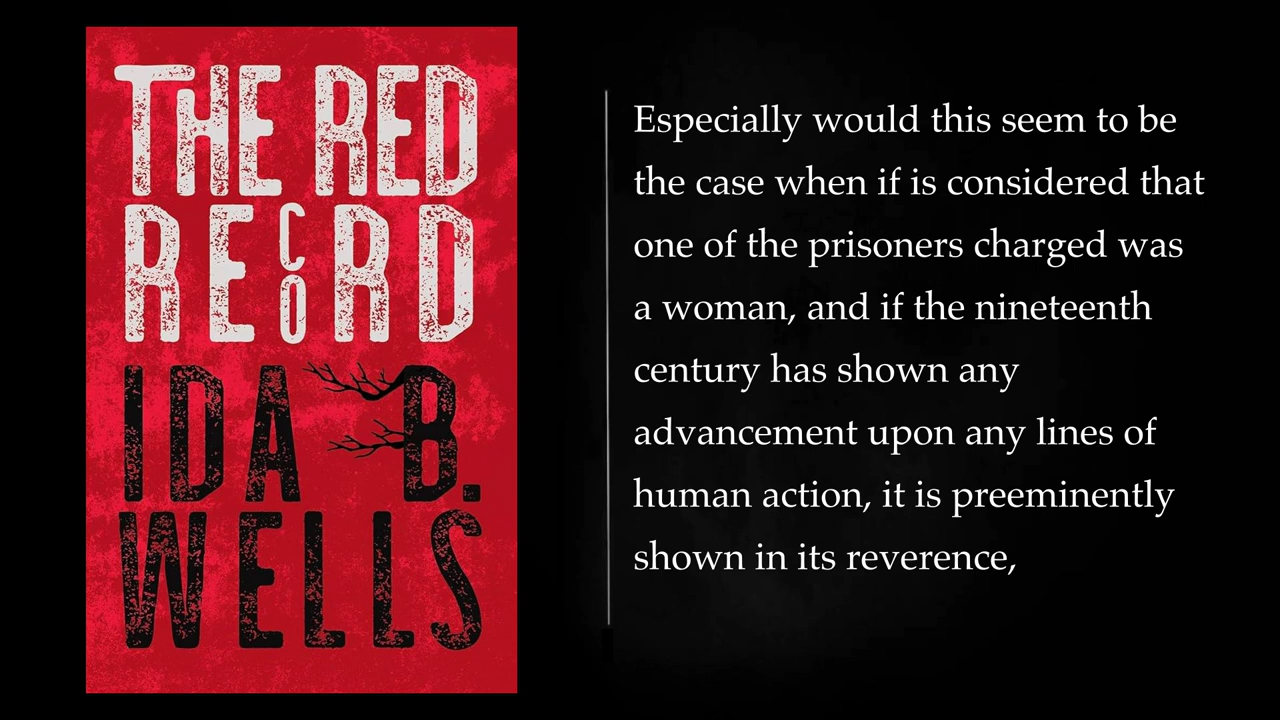 THE RED
RECORD
IDA B.
WELLS
Especially would this seem to be
the case when if is considered that
one of the prisoners charged was
a woman, and if the nineteenth
century has shown any
advancement upon any lines of
human action, it is preeminently
shown in its reverence,